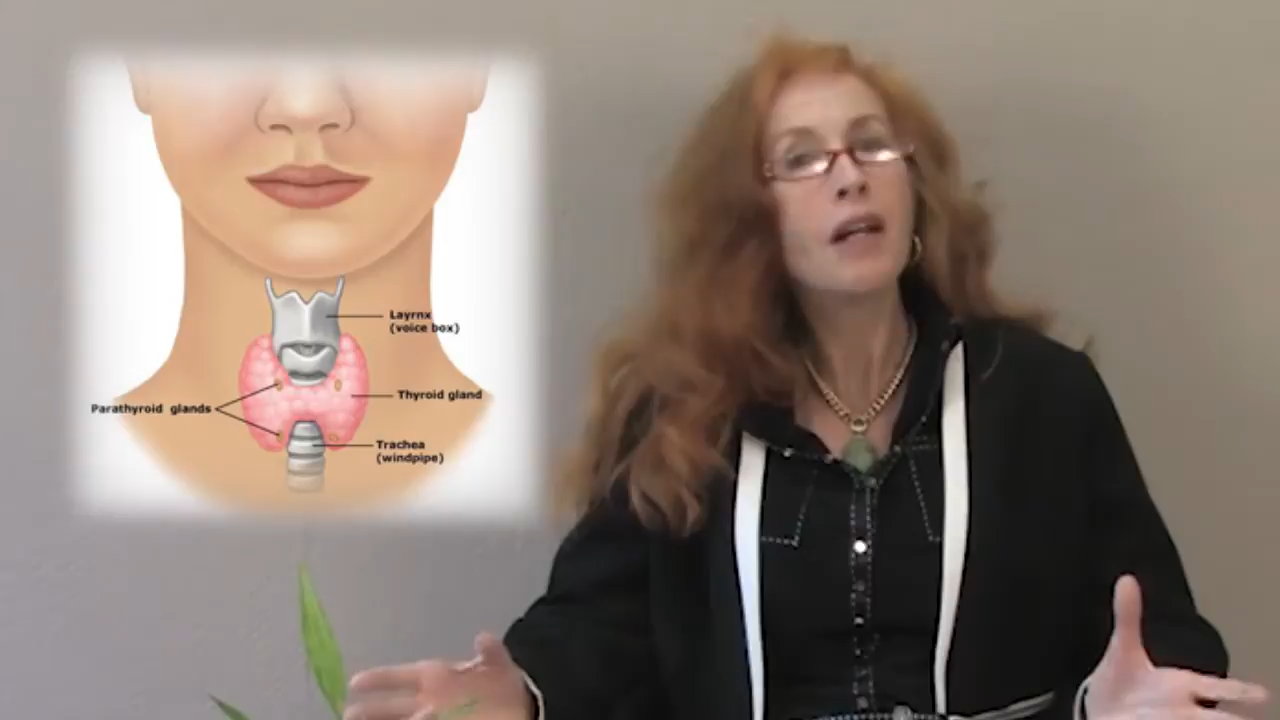 Layrnx
(voice box)
Thyroid gland
Parathyroid glands
Trachea
(windpipe)